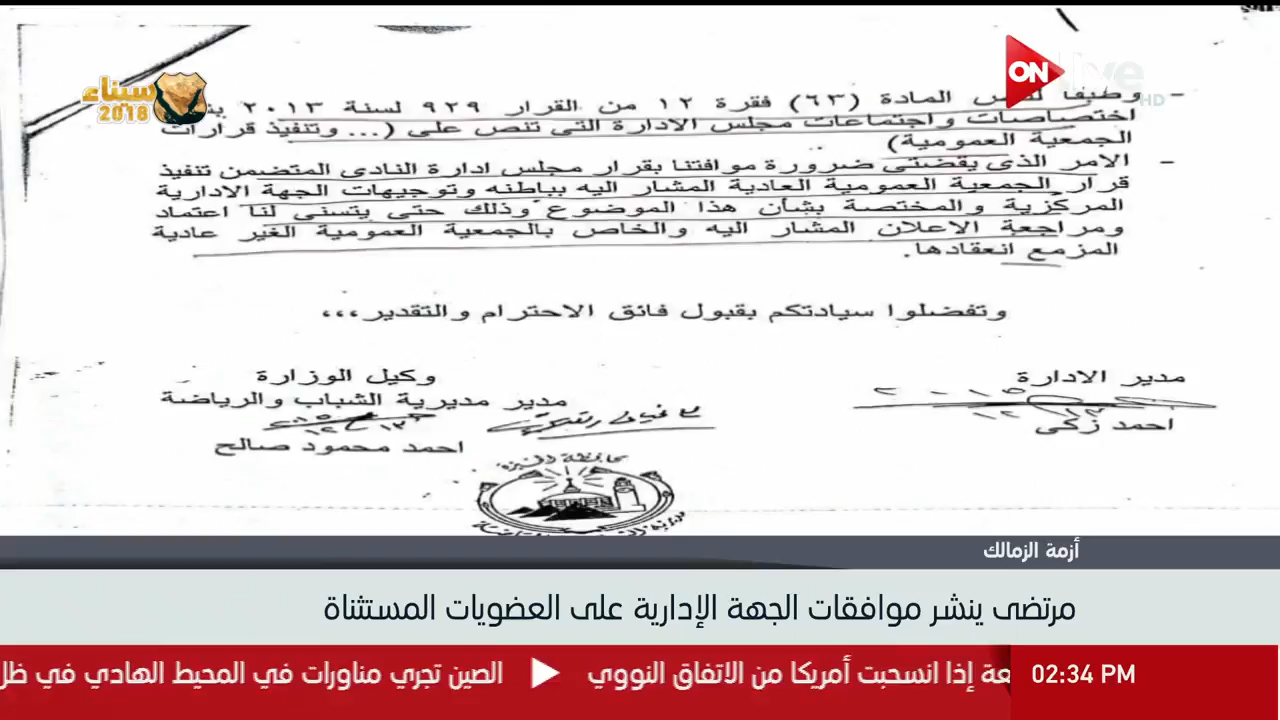 سيناء
2018
ON live
HD
- وطبقا لنص المادة (٦٣) فقرة ١٢ من القرار ٩٢٩ لسنة ٢٠١٣
اختصاصات واجتماعات مجلس الادارة التى تنص على (... وتنفيذ قرارات
الجمعية العمومية)
- الامر الذى يقضتى ضرورة موافتنا بقرار مجلس ادارة النادى المتضمن تنفيذ
قرار الجمعية العمومية العادية المشار اليه بباطنه وتوجيهات الجهة الادارية
المركزية والمختصة بشأن هذا الموضوع وذلك حتى يتسنى لنا اعتماد
ومراجعة الاعلان المشار اليه والخاص بالجمعية العمومية الغير عادية
المزمع انعقادها.
وتفضلوا سيادتكم بقبول فائق الاحترام والتقدير،،،
مدير الادارة
احمد زكى
وكيل الوزارة
مدير مديرية الشباب والرياضة
احمد محمود صالح
محافظة الجيزة
أزمة الزمالك
مرتضى ينشر موافقات الجهة الإدارية على العضويات المستثناة
02:34 PM
عة إذا انسحبت أمريكا من الاتفاق النووي
الصين تجري مناورات في المحيط الهادي في ظل